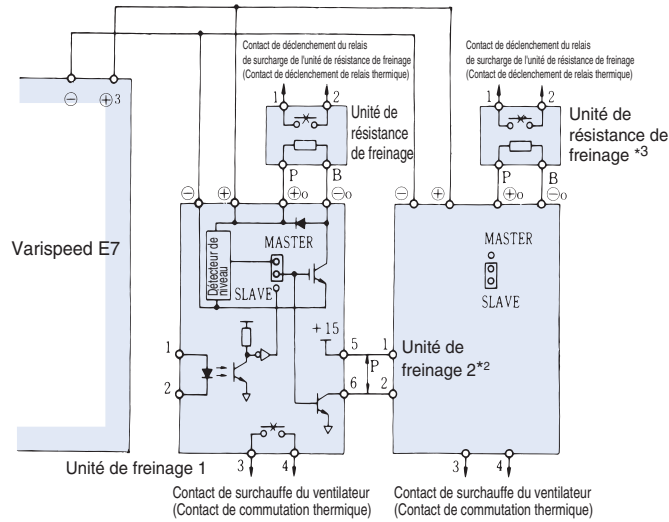 Contact de déclenchement du relais
de surcharge de l'unité de résistance de freinage
(Contact de déclenchement de relais thermique)
Contact de déclenchement du relais
de surcharge de l'unité de résistance de freinage
(Contact de déclenchement de relais thermique)
⊖ ⊕3
1 2
Unité de
résistance
de freinage
1 2
Unité de
résistance de
freinage *3
P B
P B
⊖ ⊕ ⊕0 ⊖0
⊖ ⊕ ⊕0 ⊖0
Varispeed E7
Détecteur de
niveau
MASTER
SLAVE
MASTER
SLAVE
+15
1
2
5
6
P
1
2
Unité de
freinage 2*2
Unité de freinage 1
3 4
3 4
Contact de surchauffe du ventilateur
(Contact de commutation thermique)
Contact de surchauffe du ventilateur
(Contact de commutation thermique)